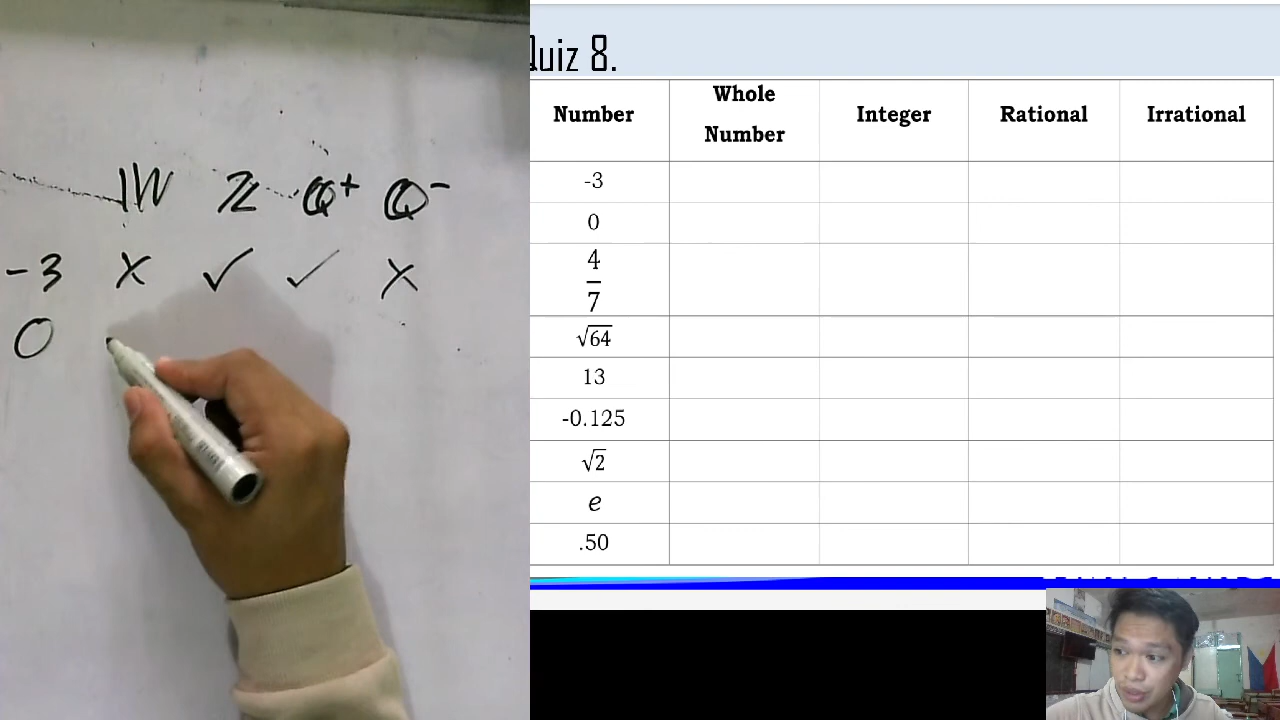 W Z Q+ Q-
-3 X ✓ ✓ X
0
Quiz 8.
Number Whole Number Integer Rational Irrational
-3
0
4/7
√64
13
-0.125
√2
e
.50